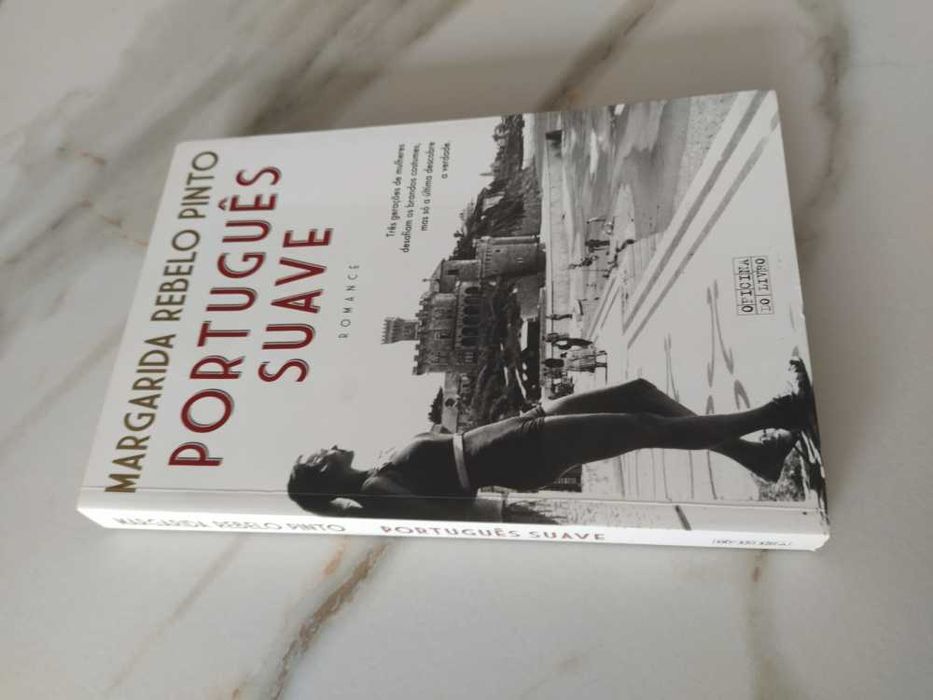 MARGARIDA REBELO PINTO
PORTUGUÊS
SUAVE
ROMANCE
Três gerações de mulheres
desafiam os brandos costumes,
mas só a última descobre
a verdade.
OFICINA
DO LIVRO
MARGARIDA REBELO PINTO PORTUGUÊS SUAVE